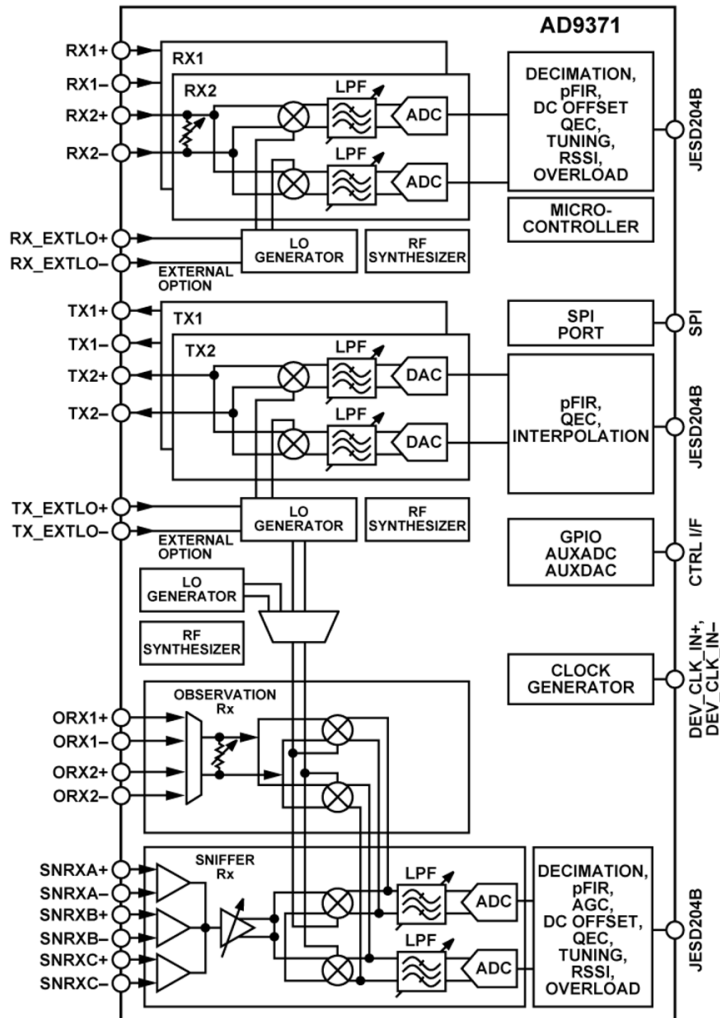 AD9371
RX1+
RX1–
RX2+
RX2–
RX1
RX2
LPF
ADC
LPF
ADC
DECIMATION,
pFIR,
DC OFFSET
QEC,
TUNING,
RSSI,
OVERLOAD
JESD204B
MICRO-
CONTROLLER
RX_EXTLO+
RX_EXTLO–
EXTERNAL
OPTION
LO
GENERATOR
RF
SYNTHESIZER
TX1+
TX1–
TX2+
TX2–
TX1
TX2
LPF
DAC
LPF
DAC
SPI
PORT
SPI
pFIR,
QEC,
INTERPOLATION
JESD204B
TX_EXTLO+
TX_EXTLO–
EXTERNAL
OPTION
LO
GENERATOR
RF
SYNTHESIZER
GPIO
AUXADC
AUXDAC
CTRL I/F
LO
GENERATOR
RF
SYNTHESIZER
CLOCK
GENERATOR
DEV_CLK_IN+,
DEV_CLK_IN–
OBSERVATION
Rx
ORX1+
ORX1–
ORX2+
ORX2–
SNRXA+
SNRXA–
SNRXB+
SNRXB–
SNRXC+
SNRXC–
SNIFFER
Rx
LPF
ADC
LPF
ADC
DECIMATION,
pFIR,
AGC,
DC OFFSET,
QEC,
TUNING,
RSSI,
OVERLOAD
JESD204B